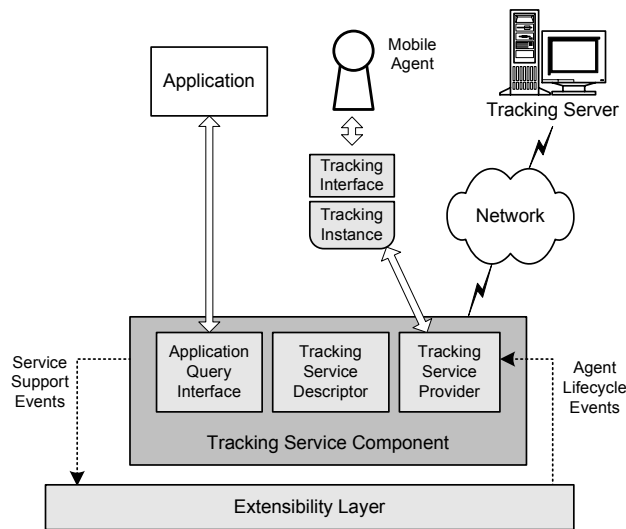 Application
Mobile
Agent
Tracking Server
Tracking
Interface
Tracking
Instance
Network
Application
Query
Interface
Tracking
Service
Descriptor
Tracking
Service
Provider
Tracking Service Component
Service
Support
Events
Agent
Lifecycle
Events
Extensibility Layer